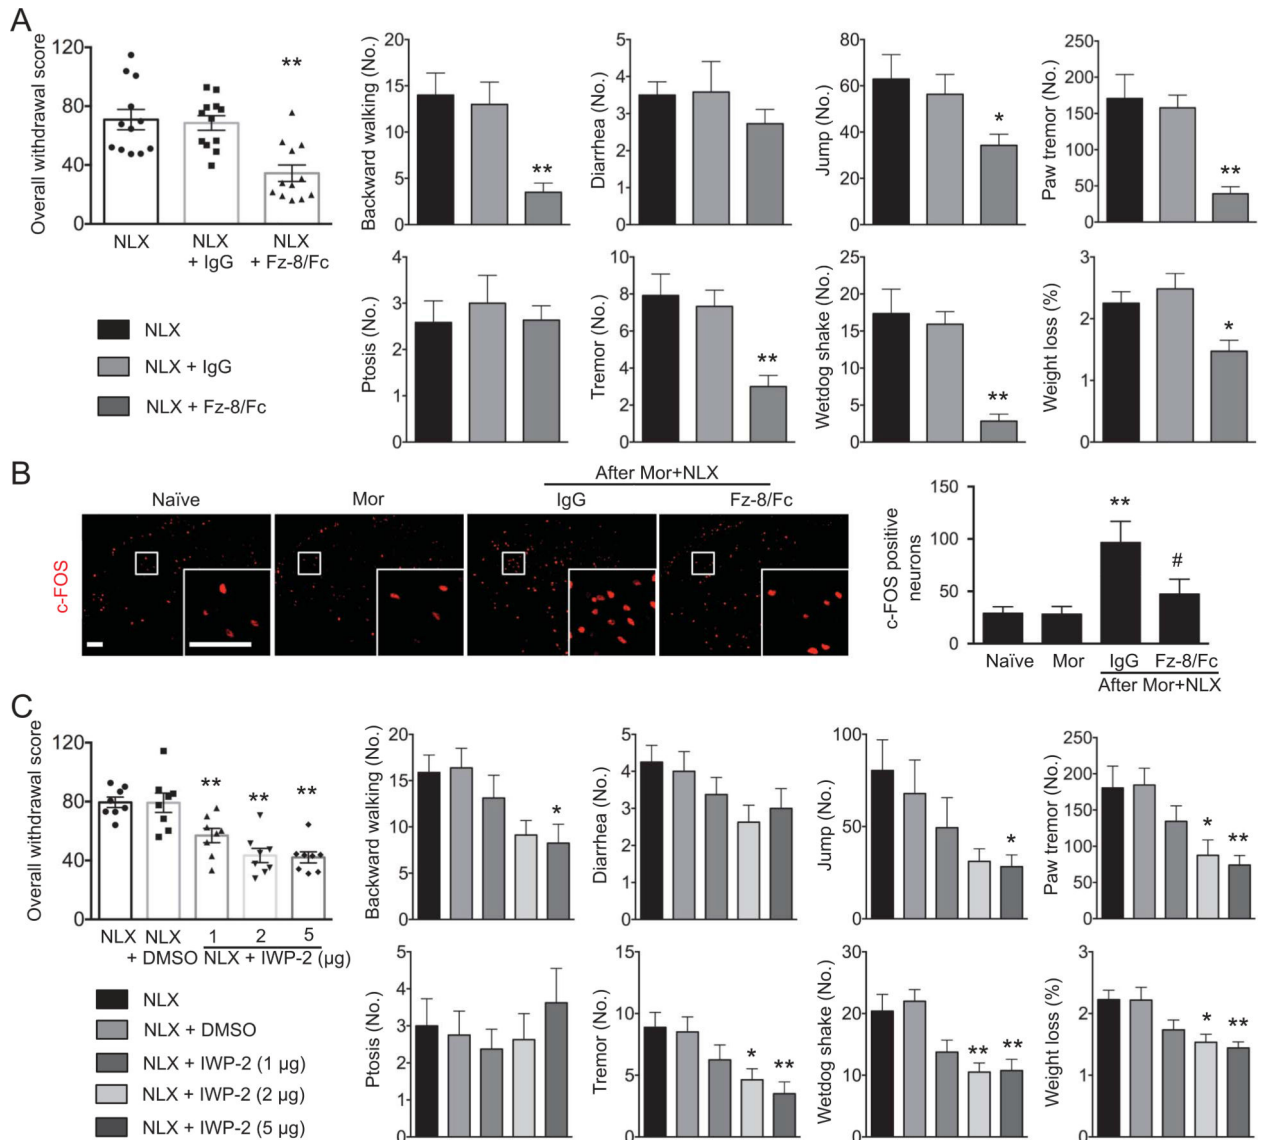 A
Overall withdrawal score
120
80
40
0
NLX
NLX
+ IgG
NLX
+ Fz-8/Fc
**
NLX
NLX + IgG
NLX + Fz-8/Fc
Backward walking (No.)
20
15
10
5
0
**
Diarrhea (No.)
5
4
3
2
1
0
Jump (No.)
80
60
40
20
0
*
Paw tremor (No.)
250
200
150
100
50
0
**
Ptosis (No.)
4
3
2
1
0
Tremor (No.)
10
8
6
4
2
0
**
Wetdog shake (No.)
25
20
15
10
5
0
**
Weight loss (%)
3
2
1
0
*
B
After Mor+NLX
Naïve
Mor
IgG
Fz-8/Fc
c-FOS
c-FOS positive
neurons
150
100
50
0
**
#
Naïve
Mor
IgG
Fz-8/Fc
After Mor+NLX
C
Overall withdrawal score
120
80
40
0
**
**
**
NLX
NLX
+ DMSO
1
2
5
NLX + IWP-2 (μg)
NLX
NLX + DMSO
NLX + IWP-2 (1 μg)
NLX + IWP-2 (2 μg)
NLX + IWP-2 (5 μg)
Backward walking (No.)
20
15
10
5
0
*
Diarrhea (No.)
5
4
3
2
1
0
Jump (No.)
100
50
0
*
Paw tremor (No.)
250
200
150
100
50
0
*
**
Ptosis (No.)
5
4
3
2
1
0
Tremor (No.)
15
10
5
0
*
**
Wetdog shake (No.)
30
20
10
0
**
**
Weight loss (%)
3
2
1
0
*
**